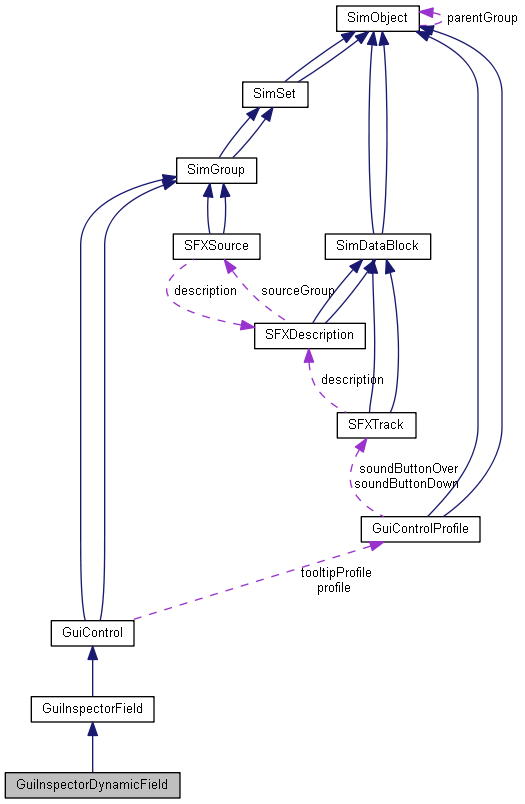 SimObject
parentGroup
SimSet
SimGroup
SFXSource
SimDataBlock
description
sourceGroup
SFXDescription
description
SFXTrack
soundButtonOver
soundButtonDown
GuiControlProfile
tooltipProfile
profile
GuiControl
GuiInspectorField
GuiInspectorDynamicField